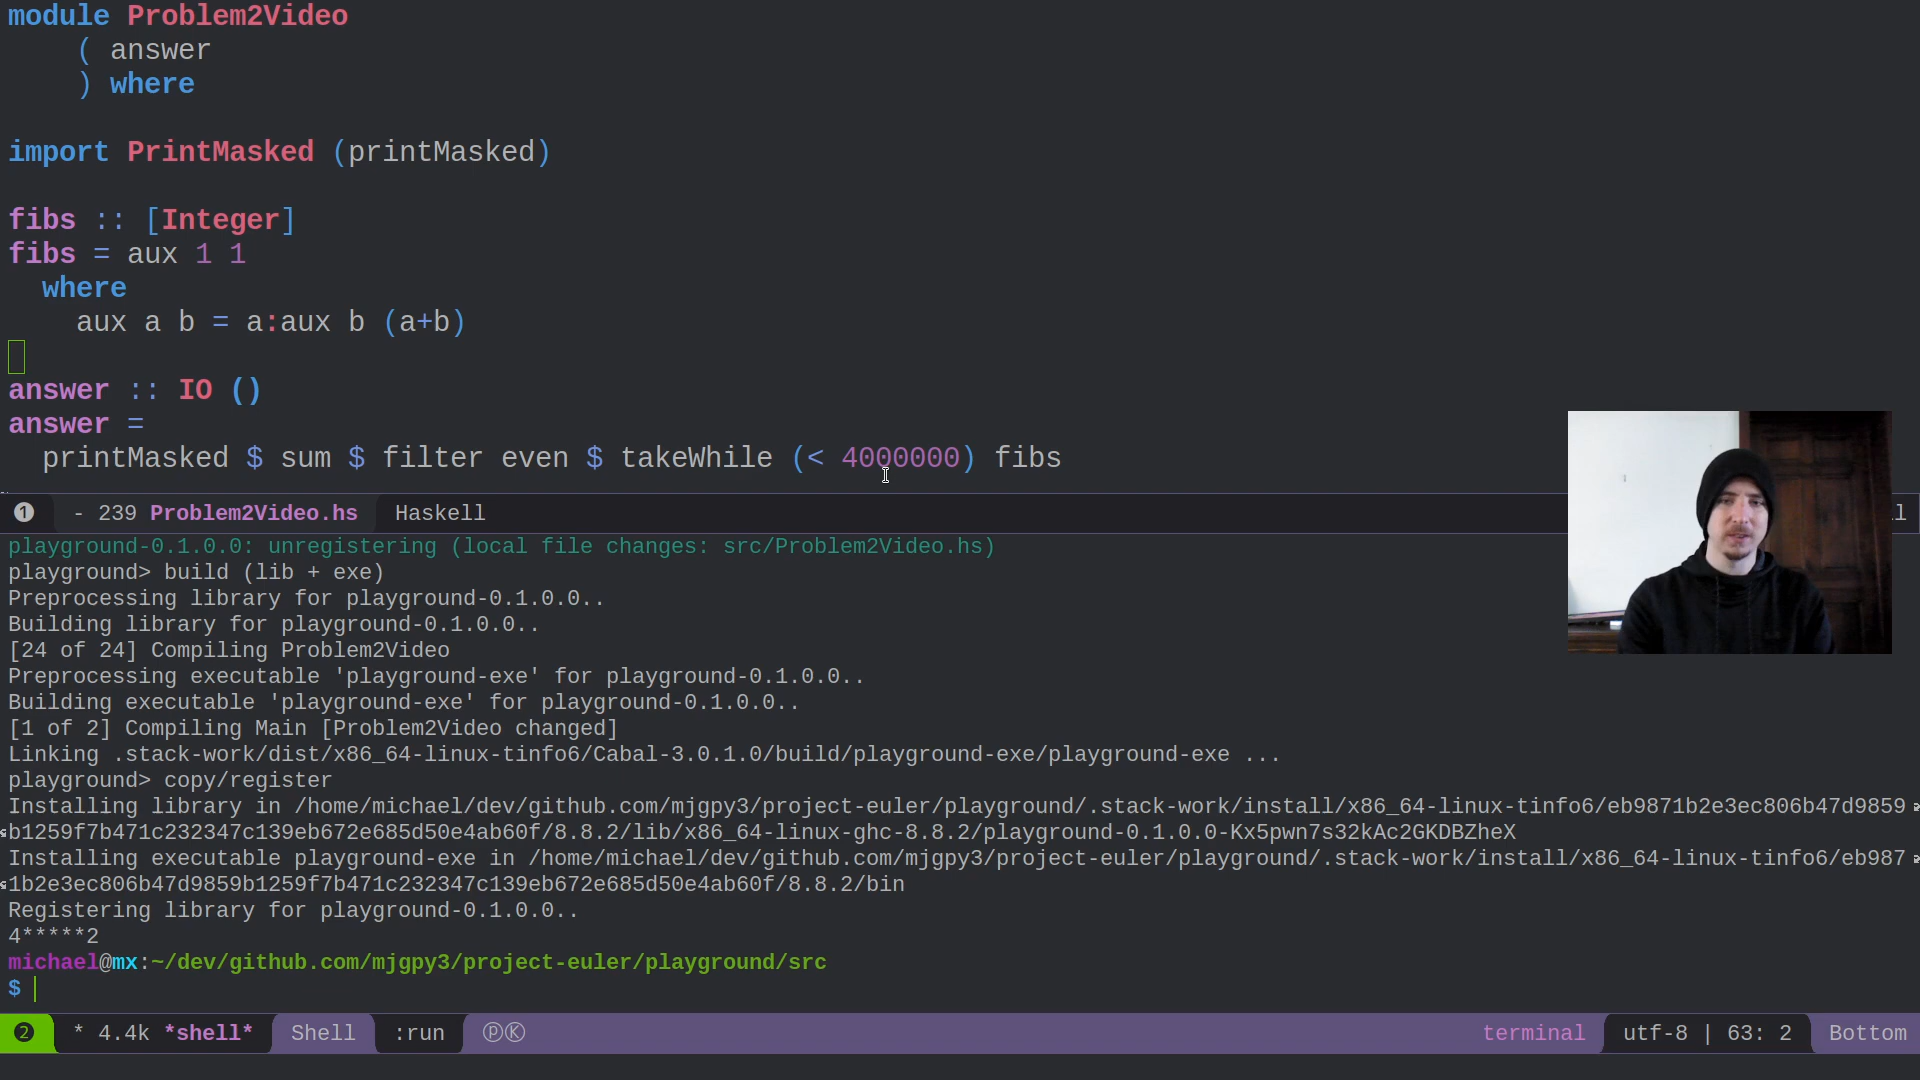 module Problem2Video
( answer
) where
import PrintMasked (printMasked)
fibs :: [Integer]
fibs = aux 1 1
where
aux a b = a:aux b (a+b)
answer :: IO ()
answer =
printMasked $ sum $ filter even $ takeWhile (< 4000000) fibs
❶ - 239 Problem2Video.hs Haskell
playground-0.1.0.0: unregistering (local file changes: src/Problem2Video.hs)
playground> build (lib + exe)
Preprocessing library for playground-0.1.0.0..
Building library for playground-0.1.0.0..
[24 of 24] Compiling Problem2Video
Preprocessing executable 'playground-exe' for playground-0.1.0.0..
Building executable 'playground-exe' for playground-0.1.0.0..
[1 of 2] Compiling Main [Problem2Video changed]
Linking .stack-work/dist/x86_64-linux-tinfo6/Cabal-3.0.1.0/build/playground-exe/playground-exe ...
playground> copy/register
Installing library in /home/michael/dev/github.com/mjgpy3/project-euler/playground/.stack-work/install/x86_64-linux-tinfo6/eb9871b2e3ec806b47d9859
b1259f7b471c232347c139eb672e685d50e4ab60f/8.8.2/lib/x86_64-linux-ghc-8.8.2/playground-0.1.0.0-Kx5pwn7s32kAc2GKDBZheX
Installing executable playground-exe in /home/michael/dev/github.com/mjgpy3/project-euler/playground/.stack-work/install/x86_64-linux-tinfo6/eb987
1b2e3ec806b47d9859b1259f7b471c232347c139eb672e685d50e4ab60f/8.8.2/bin
Registering library for playground-0.1.0.0..
4*****2
michael@mx:~/dev/github.com/mjgpy3/project-euler/playground/src
$
❷ * 4.4k *shell* Shell :run ⓟⓀ terminal utf-8 | 63: 2 Bottom